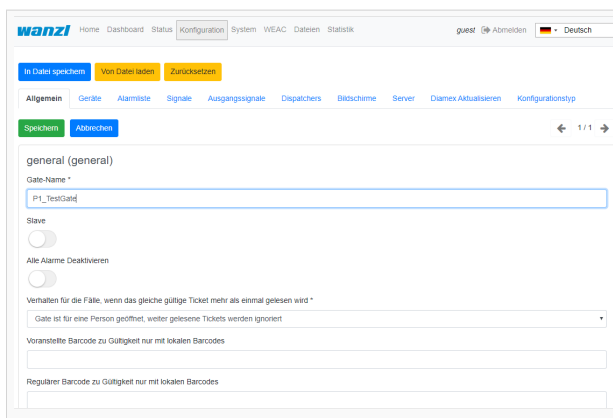 wanzl Home Dashboard Status Konfiguration System WEAC Dateien Statistik guest Abmelden Deutsch
In Datei speichern Von Datei laden Zurücksetzen
Allgemein Geräte Alarmliste Signale Ausgangssignale Dispatchers Bildschirme Server Diamex Aktualisieren Konfigurationstyp
Speichern Abbrechen 1 / 1
general (general)
Gate-Name *
P1_TestGate
Slave
Alle Alarme Deaktivieren
Verhalten für die Fälle, wenn das gleiche gültige Ticket mehr als einmal gelesen wird *
Gate ist für eine Person geöffnet, weiter gelesene Tickets werden ignoriert
Voranstellte Barcode zu Gültigkeit nur mit lokalen Barcodes
Regulärer Barcode zu Gültigkeit nur mit lokalen Barcodes